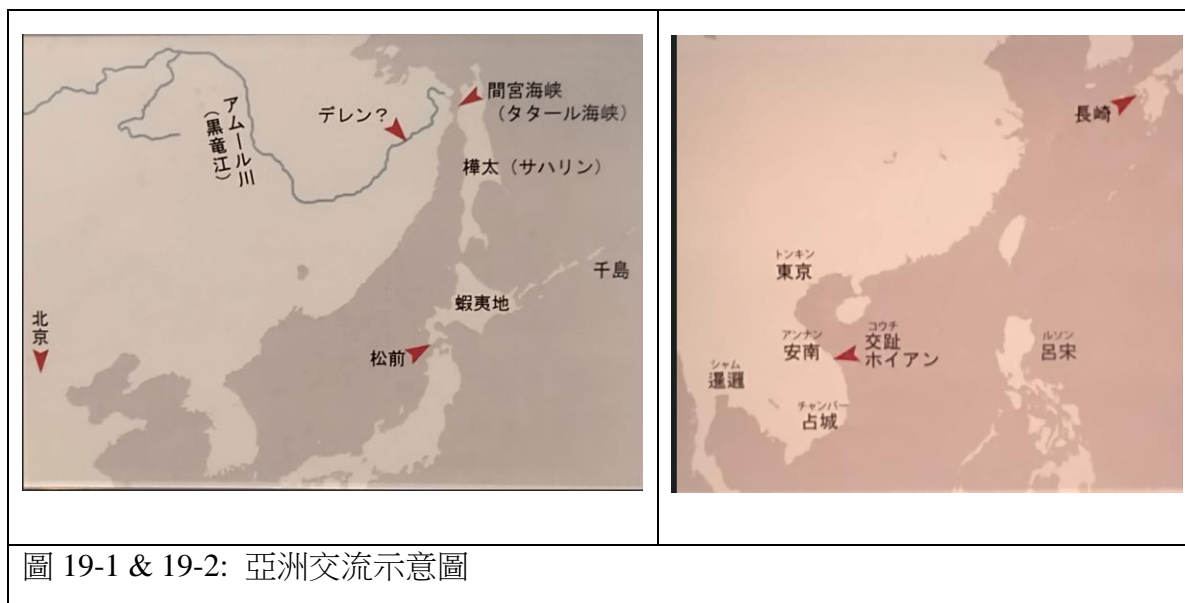 アムール川
(黒竜江)
デレン?
間宮海峡
(タタール海峡)
樺太(サハリン)
千島
蝦夷地
北京
松前
長崎
トンキン
東京
アンナン
安南
コウチ
交趾
ホイアン
ルソン
呂宋
シャム
暹邏
チャンパー
占城
圖 19-1 & 19-2: 亞洲交流示意圖